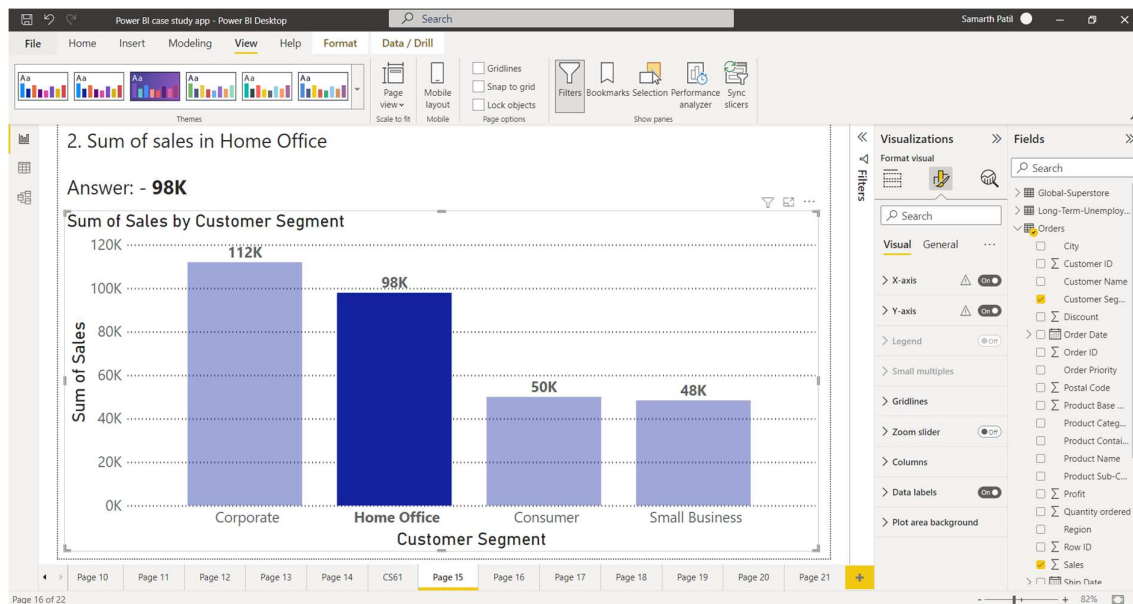 Power BI case study app - Power BI Desktop
Search
Samarth Patil
File Home Insert Modeling View Help Format Data / Drill
Aa Aa Aa Aa Aa Aa
Themes
Page view
Scale to fit
Mobile layout
Mobile
Gridlines
Snap to grid
Lock objects
Page options
Filters
Bookmarks
Selection
Performance analyzer
Sync slicers
Show panes
2. Sum of sales in Home Office
Answer: - 98K
Sum of Sales by Customer Segment
120K
100K
80K
60K
40K
20K
0K
Sum of Sales
112K
98K
50K
48K
Corporate Home Office Consumer Small Business
Customer Segment
Filters
Visualizations
Format visual
Search
Visual General
X-axis On
Y-axis On
Legend Off
Small multiples
Gridlines
Zoom slider Off
Columns
Data labels On
Plot area background
Fields
Search
Global-Superstore
Long-Term-Unemploy...
Orders
City
Customer ID
Customer Name
Customer Seg...
Discount
Order Date
Order ID
Order Priority
Postal Code
Product Base ...
Product Categ...
Product Contai...
Product Name
Product Sub-C...
Profit
Quantity ordered
Region
Row ID
Sales
Ship Date
Page 10 Page 11 Page 12 Page 13 Page 14 CS61 Page 15 Page 16 Page 17 Page 18 Page 19 Page 20 Page 21
Page 16 of 22
82%